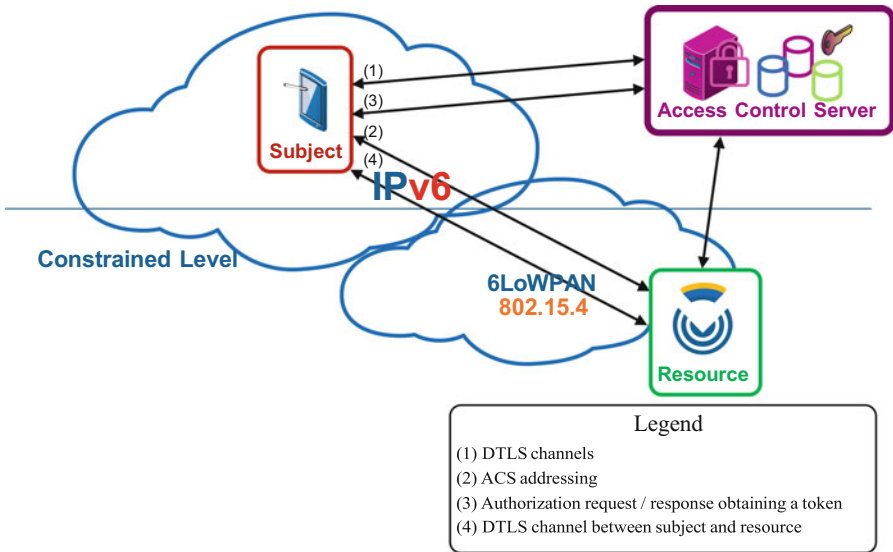 (1)
(3)
(2)
(4)
Subject
Access Control Server
IPv6
Constrained Level
6LoWPAN
802.15.4
Resource
Legend
(1) DTLS channels
(2) ACS addressing
(3) Authorization request / response obtaining a token
(4) DTLS channel between subject and resource